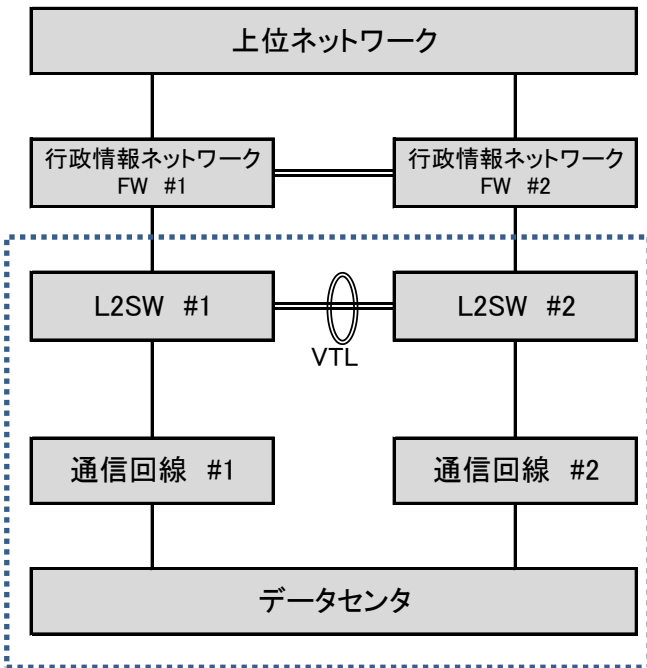 上位ネットワーク
行政情報ネットワーク
FW #1
行政情報ネットワーク
FW #2
L2SW #1
L2SW #2
VTL
通信回線 #1
通信回線 #2
データセンタ